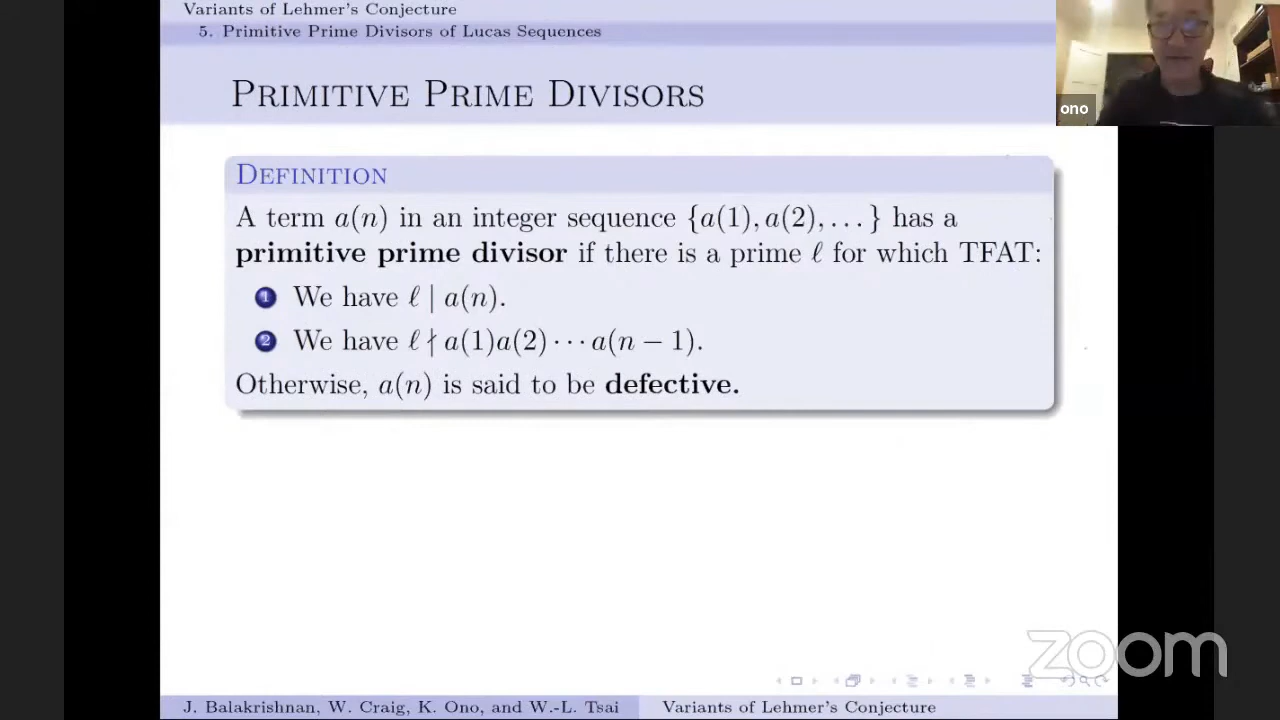 Variants of Lehmer's Conjecture
5. Primitive Prime Divisors of Lucas Sequences
Primitive Prime Divisors
ono
Definition
A term a(n) in an integer sequence {a(1), a(2), . . . } has a
primitive prime divisor if there is a prime ℓ for which TFAT:
1 We have ℓ | a(n).
2 We have ℓ ∤ a(1)a(2) · · · a(n − 1).
Otherwise, a(n) is said to be defective.
zoom
J. Balakrishnan, W. Craig, K. Ono, and W.-L. Tsai Variants of Lehmer's Conjecture